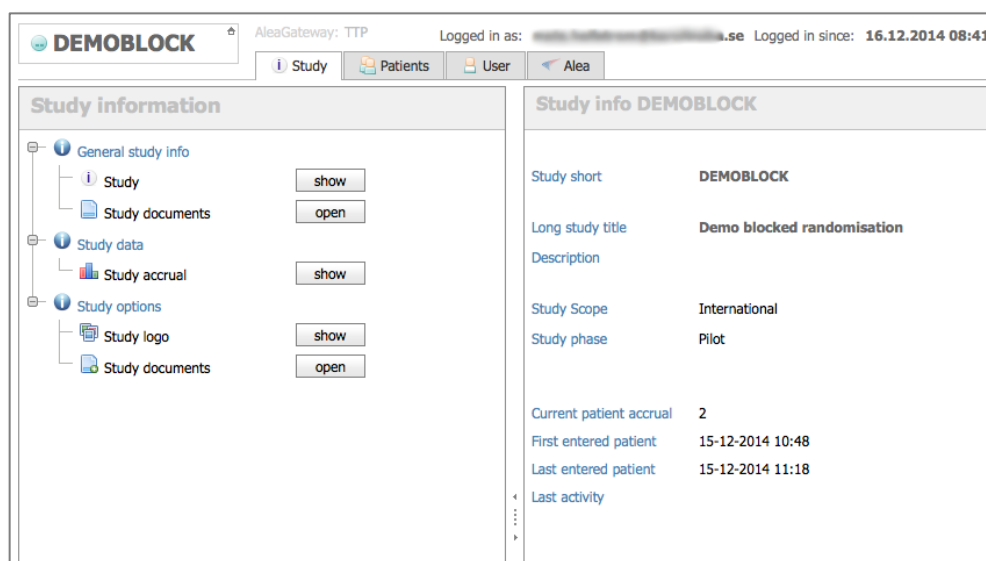 DEMOBLOCK
AleaGateway: TTP
Logged in as: .se Logged in since: 16.12.2014 08:41
Study
Patients
User
Alea
Study information
General study info
Study show
Study documents open
Study data
Study accrual show
Study options
Study logo show
Study documents open
Study info DEMOBLOCK
Study short DEMOBLOCK
Long study title Demo blocked randomisation
Description
Study Scope International
Study phase Pilot
Current patient accrual 2
First entered patient 15-12-2014 10:48
Last entered patient 15-12-2014 11:18
Last activity